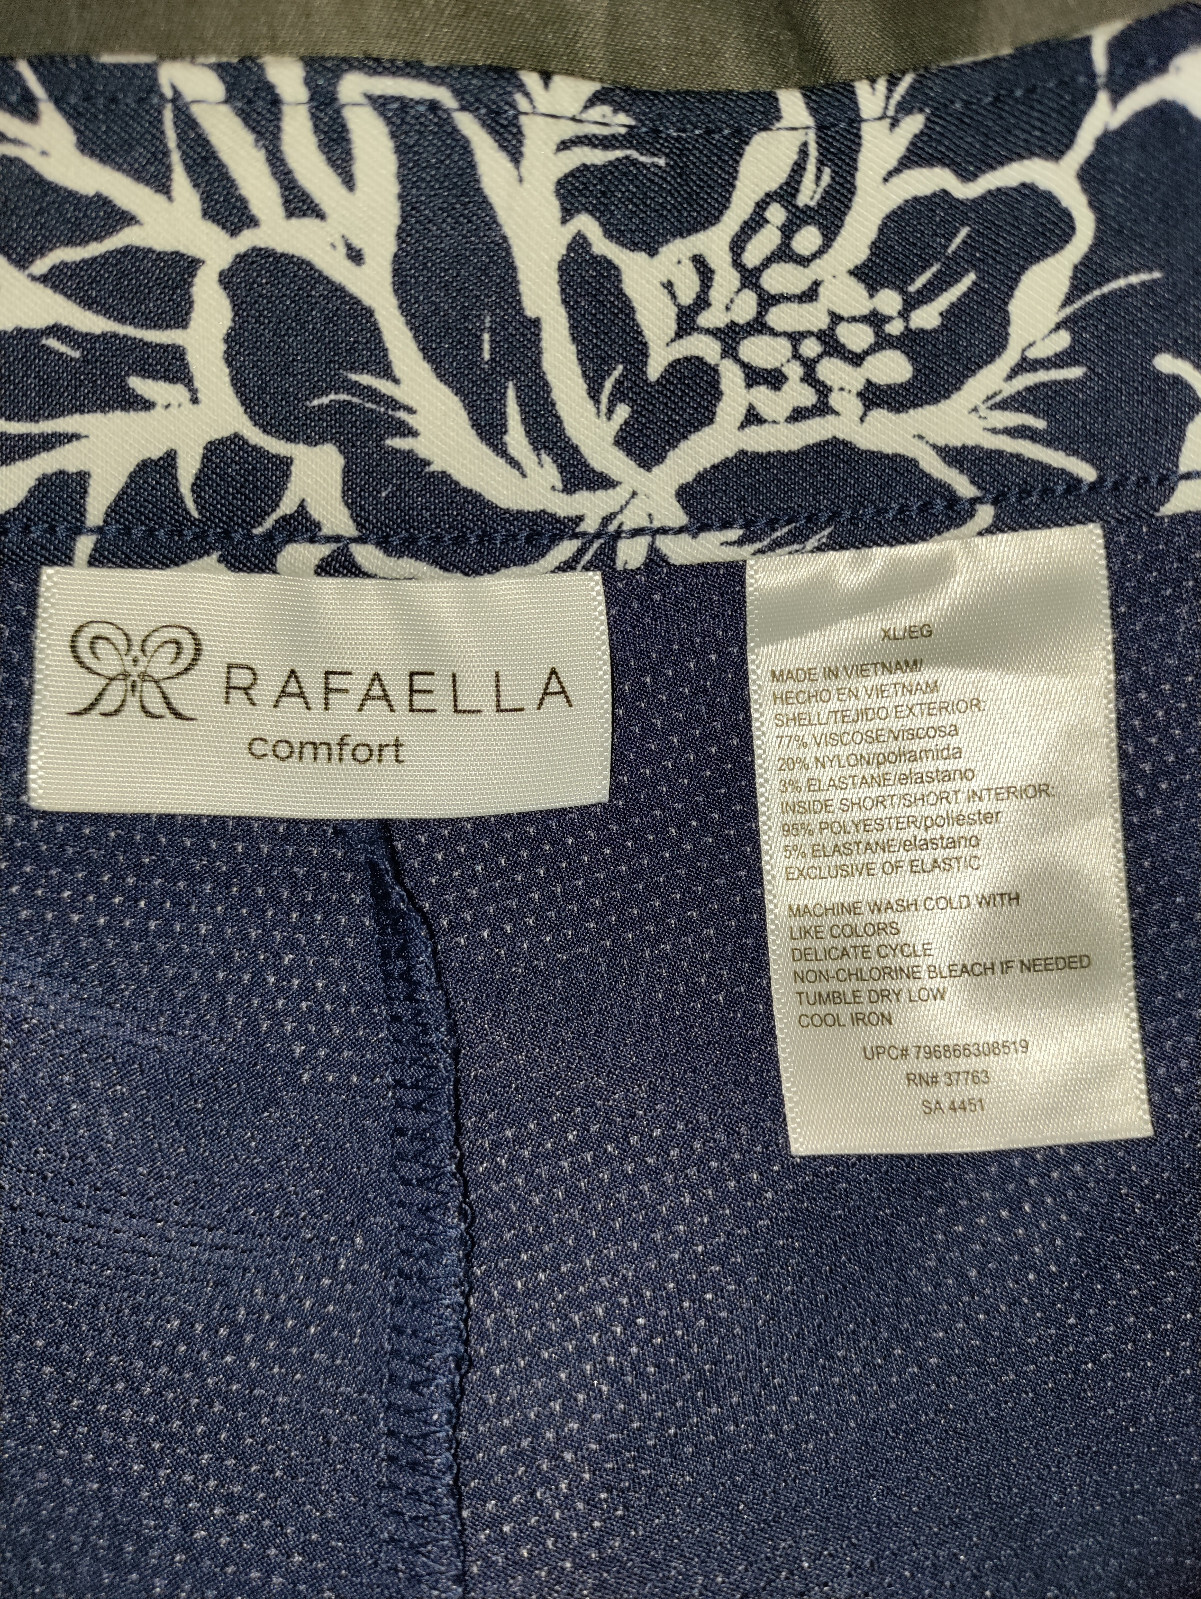 RAFAELLA
comfort
XL/EG
MADE IN VIETNAM/
HECHO EN VIETNAM
SHELL/TEJIDO EXTERIOR:
77% VISCOSE/viscosa
20% NYLON/poliamida
3% ELASTANE/elastano
INSIDE SHORT/SHORT INTERIOR:
95% POLYESTER/poliéster
5% ELASTANE/elastano
EXCLUSIVE OF ELASTIC
MACHINE WASH COLD WITH
LIKE COLORS
DELICATE CYCLE
NON-CHLORINE BLEACH IF NEEDED
TUMBLE DRY LOW
COOL IRON
UPC# 796866308519
RN# 37763
SA 4451